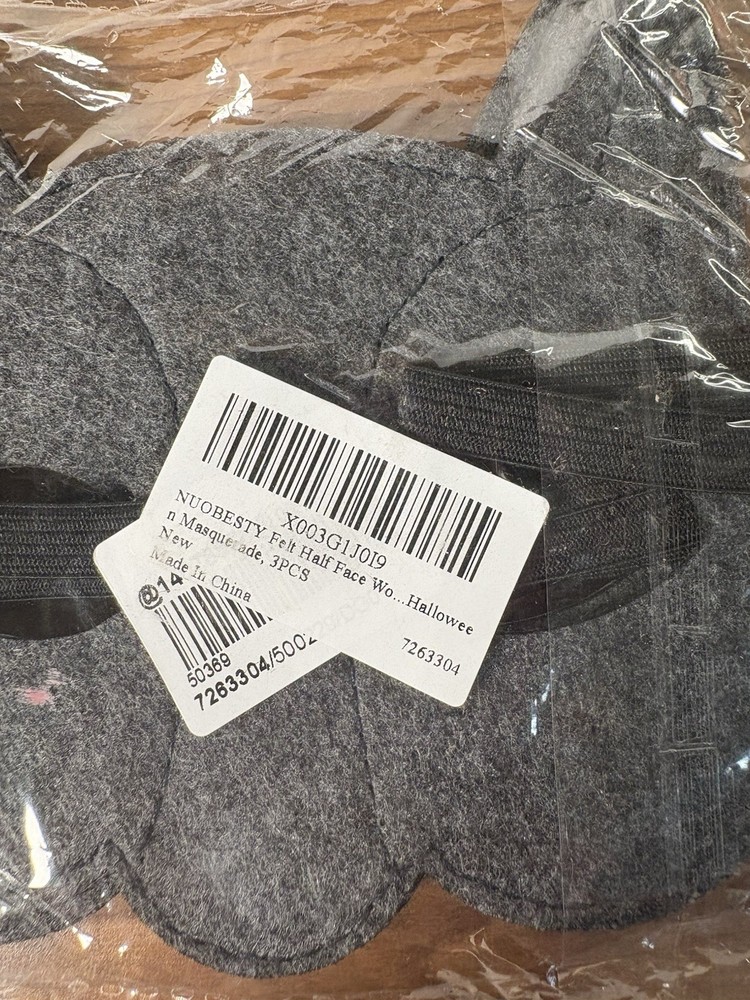 X003G1J0I9
NUOBESTY Felt Half Face Wo...Hallowee
n Masquerade, 3PCS
New
Made In China
7263304
@14
50369
7263304/5002